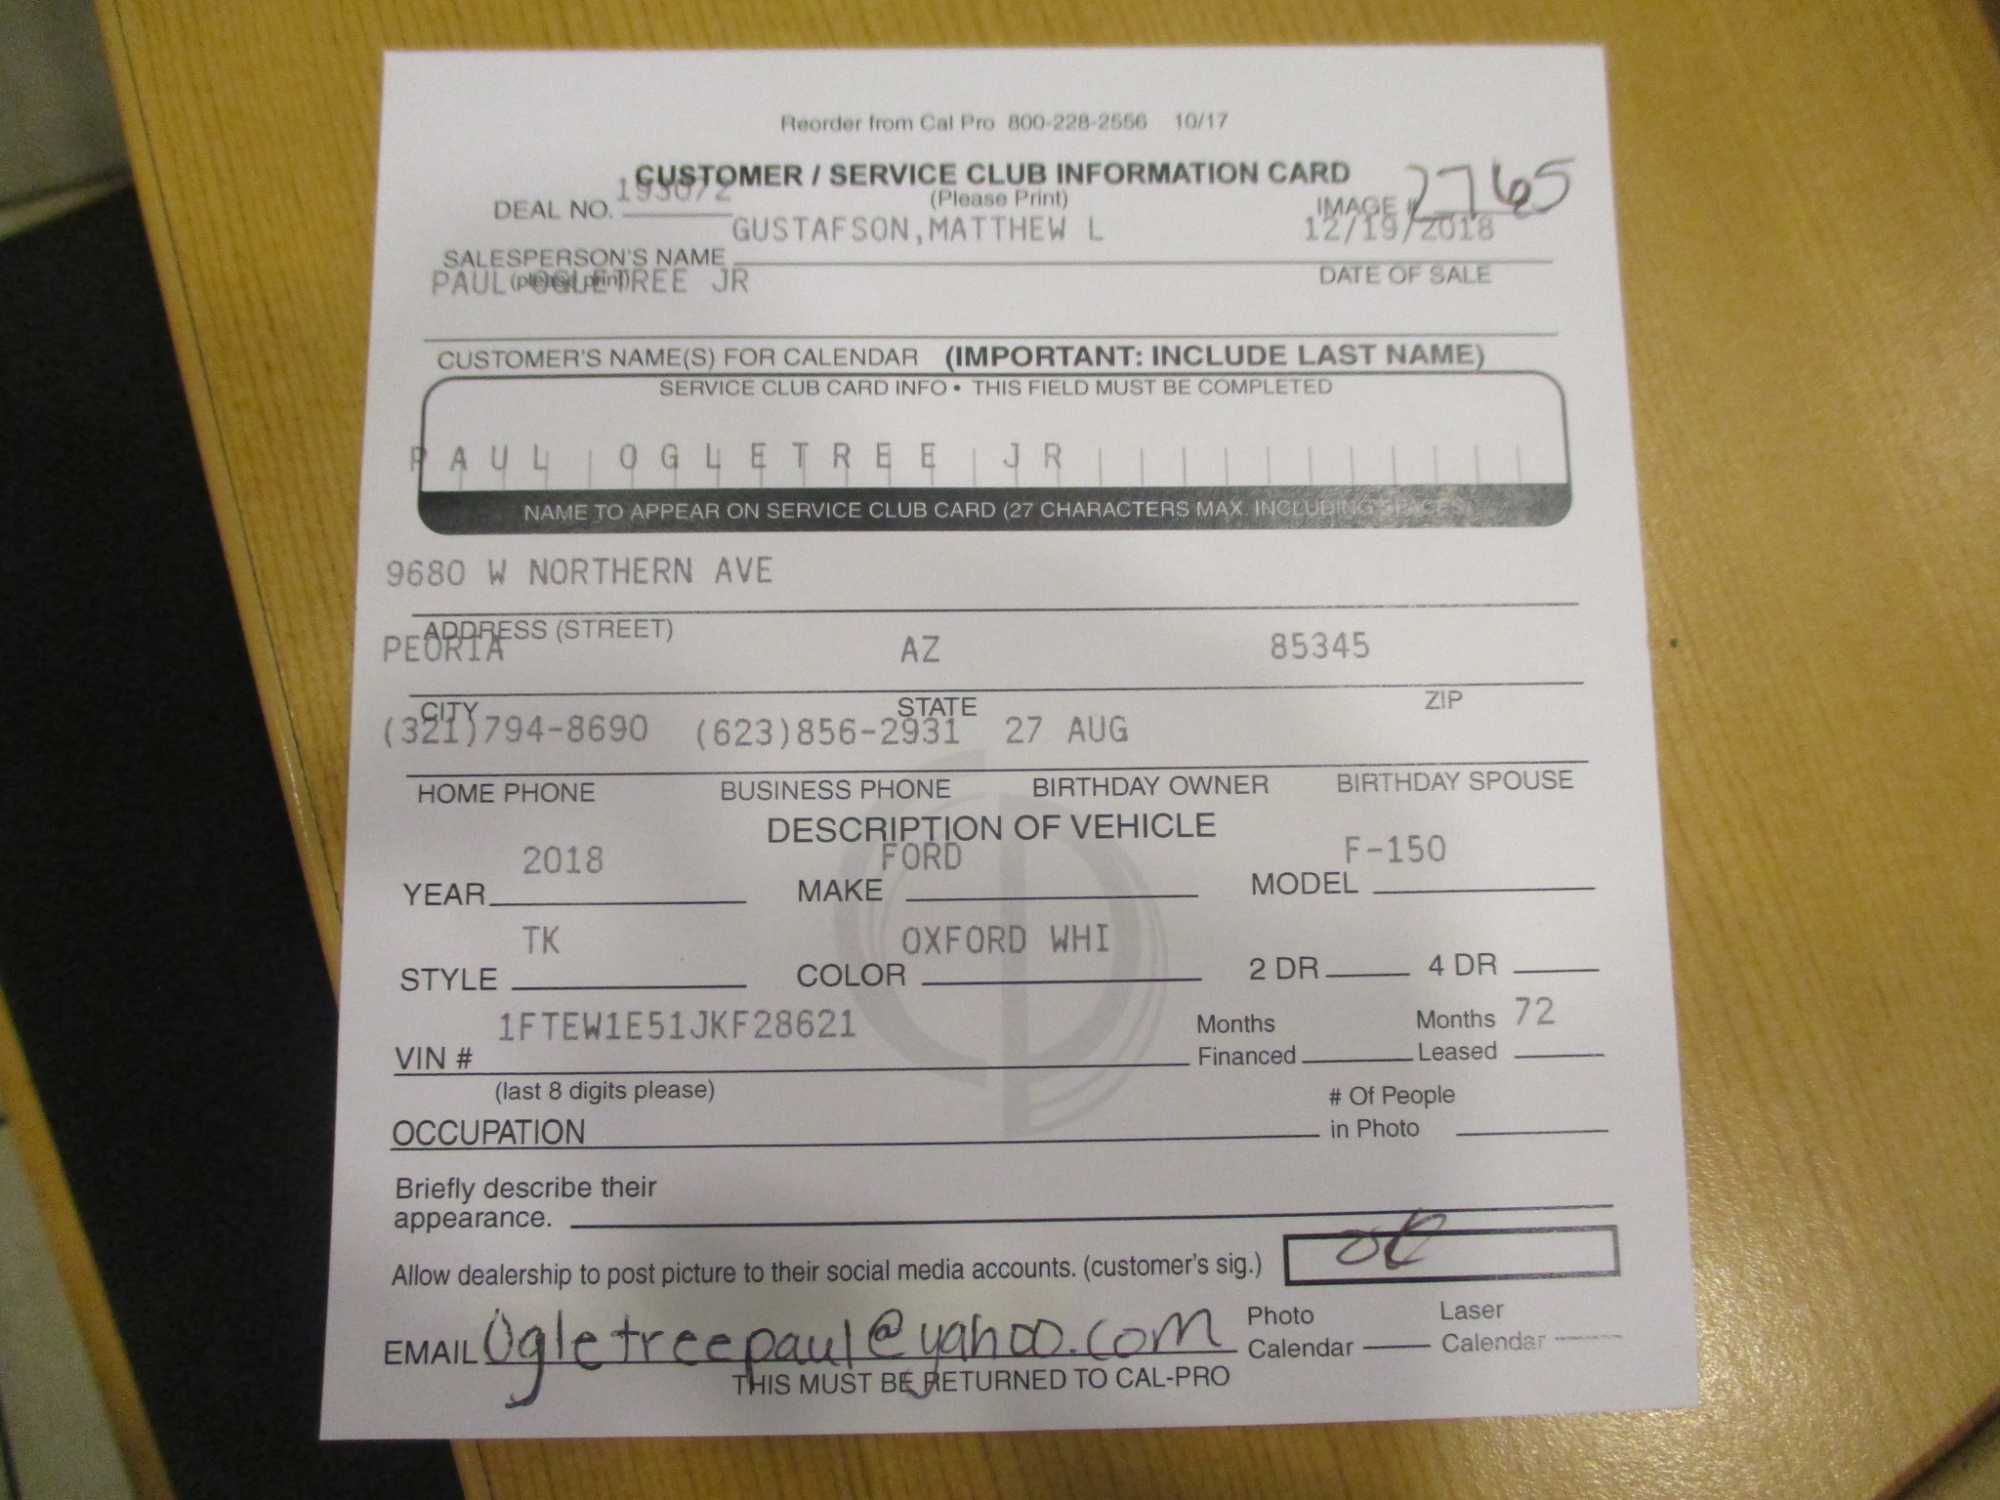 Reorder from Cal Pro 800-228-2556 10/17
CUSTOMER / SERVICE CLUB INFORMATION CARD
(Please Print)
DEAL NO. 193072 IMAGE # 2765
GUSTAFSON,MATTHEW L 12/19/2018
SALESPERSON'S NAME
(please print) DATE OF SALE
PAUL OGLETREE JR
CUSTOMER'S NAME(S) FOR CALENDAR (IMPORTANT: INCLUDE LAST NAME)
SERVICE CLUB CARD INFO • THIS FIELD MUST BE COMPLETED
PAUL OGLETREE JR
NAME TO APPEAR ON SERVICE CLUB CARD (27 CHARACTERS MAX. INCLUDING SPACES)
9680 W NORTHERN AVE
ADDRESS (STREET)
PEORIA AZ 85345
CITY STATE ZIP
(321)794-8690 (623)856-2931 27 AUG
HOME PHONE BUSINESS PHONE BIRTHDAY OWNER BIRTHDAY SPOUSE
DESCRIPTION OF VEHICLE
2018 FORD F-150
YEAR MAKE MODEL
TK OXFORD WHI
STYLE COLOR 2 DR 4 DR
1FTEW1E51JKF28621 Months Months 72
VIN # Financed Leased
(last 8 digits please) # Of People
OCCUPATION in Photo
Briefly describe their
appearance.
Allow dealership to post picture to their social media accounts. (customer's sig.) OK
Photo Laser
EMAIL Ogletreepaul@yahoo.com Calendar Calendar
THIS MUST BE RETURNED TO CAL-PRO